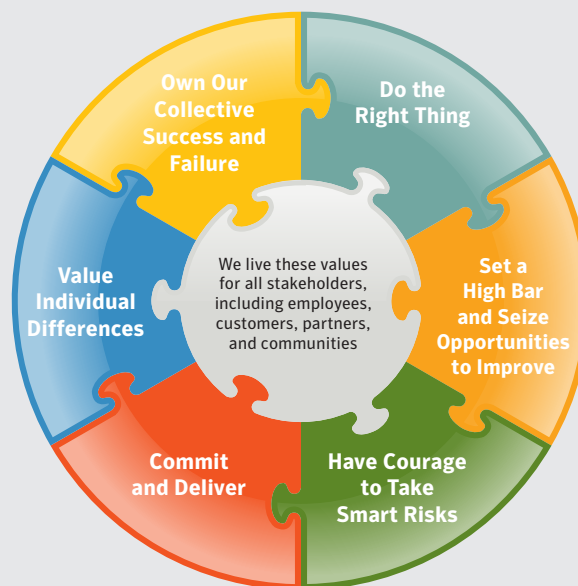 Own Our
Collective
Success and
Failure
Do the
Right Thing
Set a
High Bar
and Seize
Opportunities
to Improve
Have Courage
to Take
Smart Risks
Commit
and Deliver
Value
Individual
Differences
We live these values
for all stakeholders,
including employees,
customers, partners,
and communities